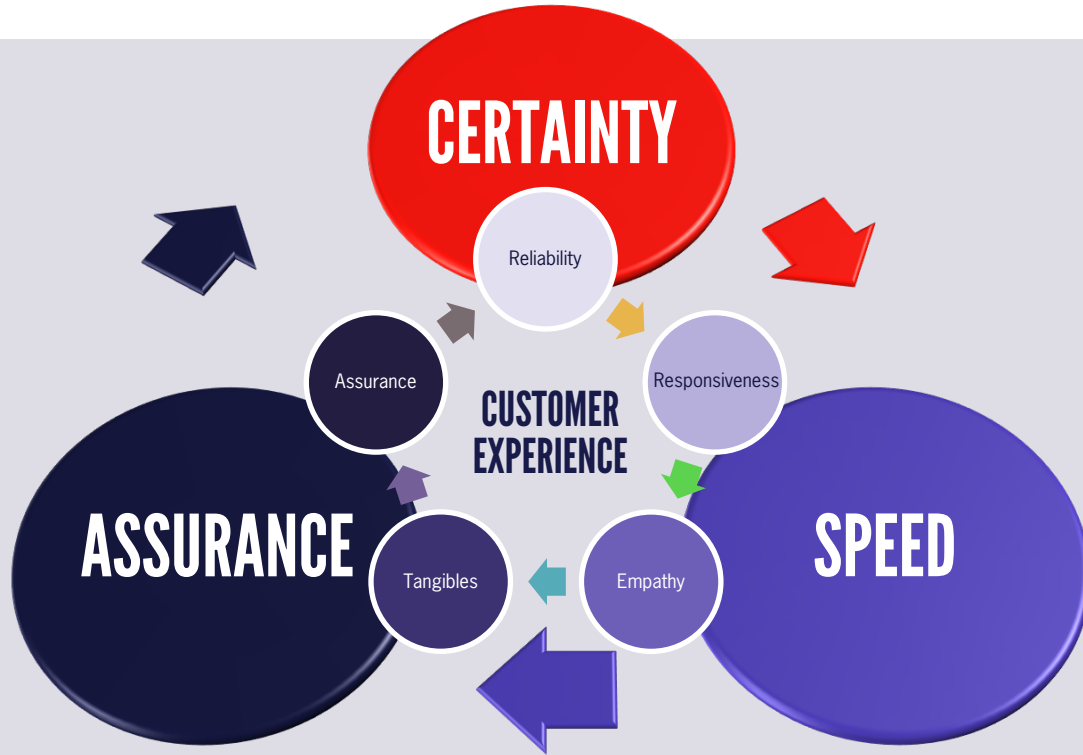 CERTAINTY
Reliability
Assurance
Responsiveness
CUSTOMER
EXPERIENCE
ASSURANCE
SPEED
Tangibles
Empathy